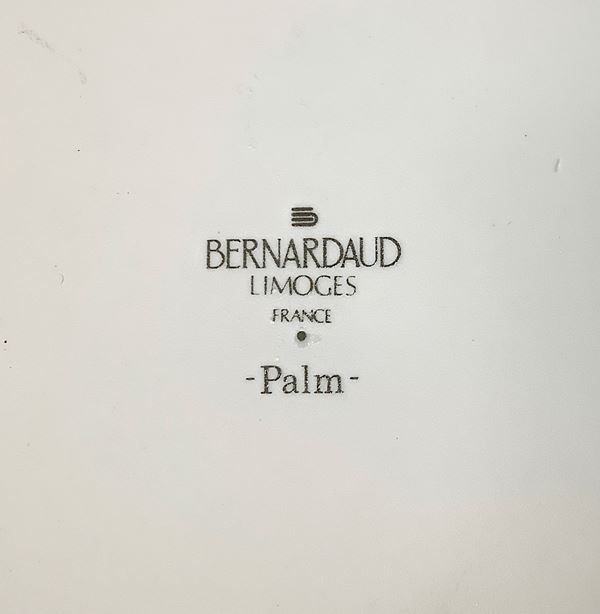 BERNARDAUD
LIMOGES
FRANCE
-Palm-